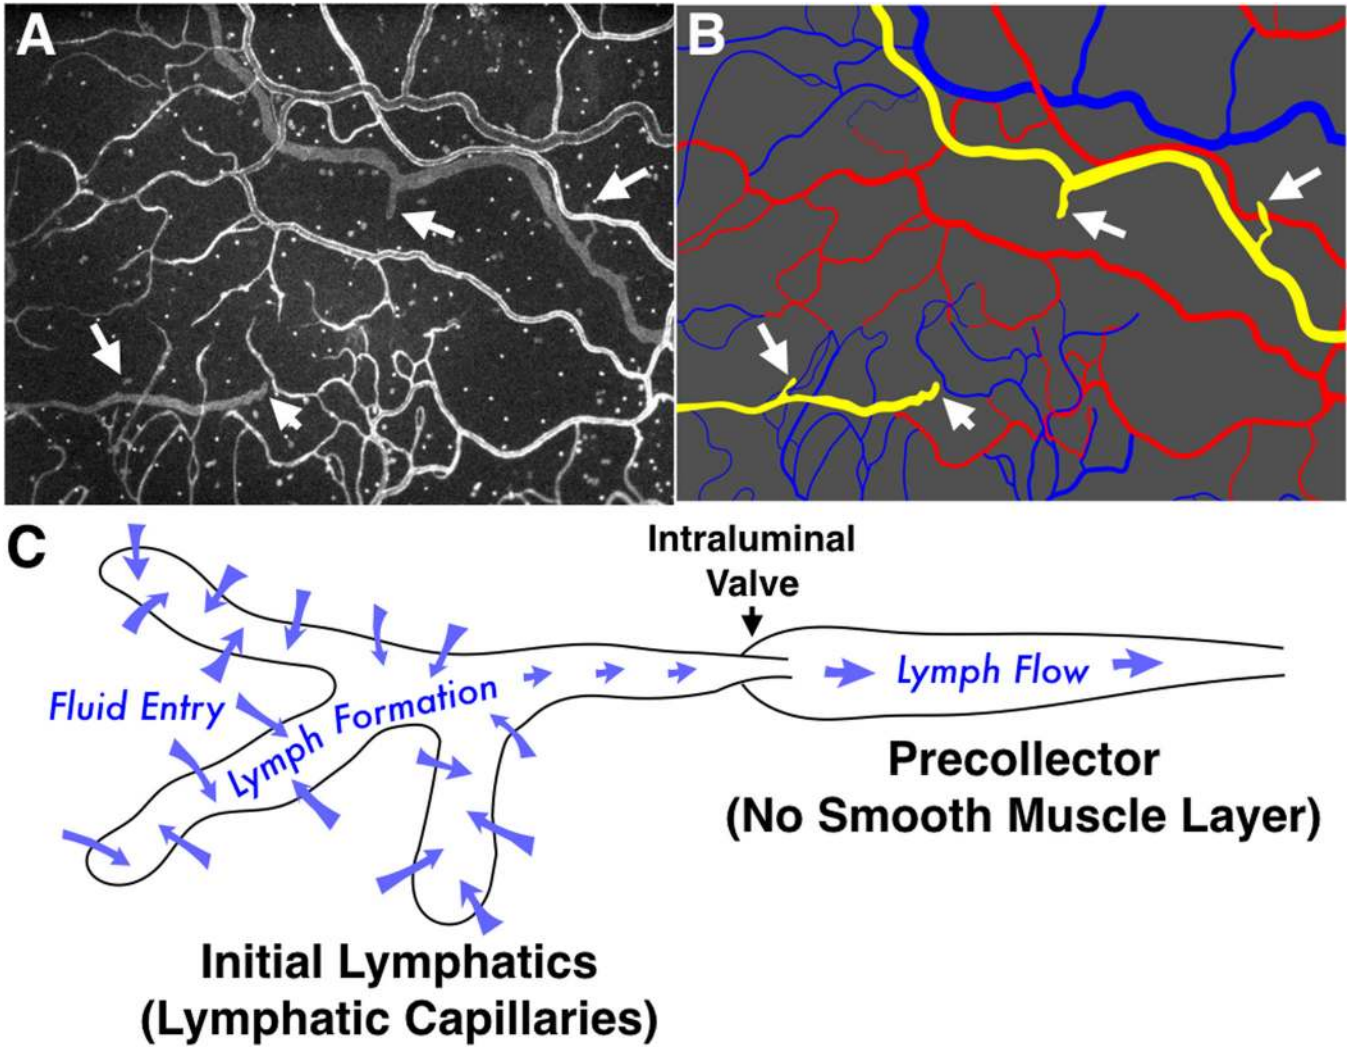 A
B
C
Intraluminal
Valve
Fluid Entry
Lymph Formation
Lymph Flow
Precollector
(No Smooth Muscle Layer)
Initial Lymphatics
(Lymphatic Capillaries)